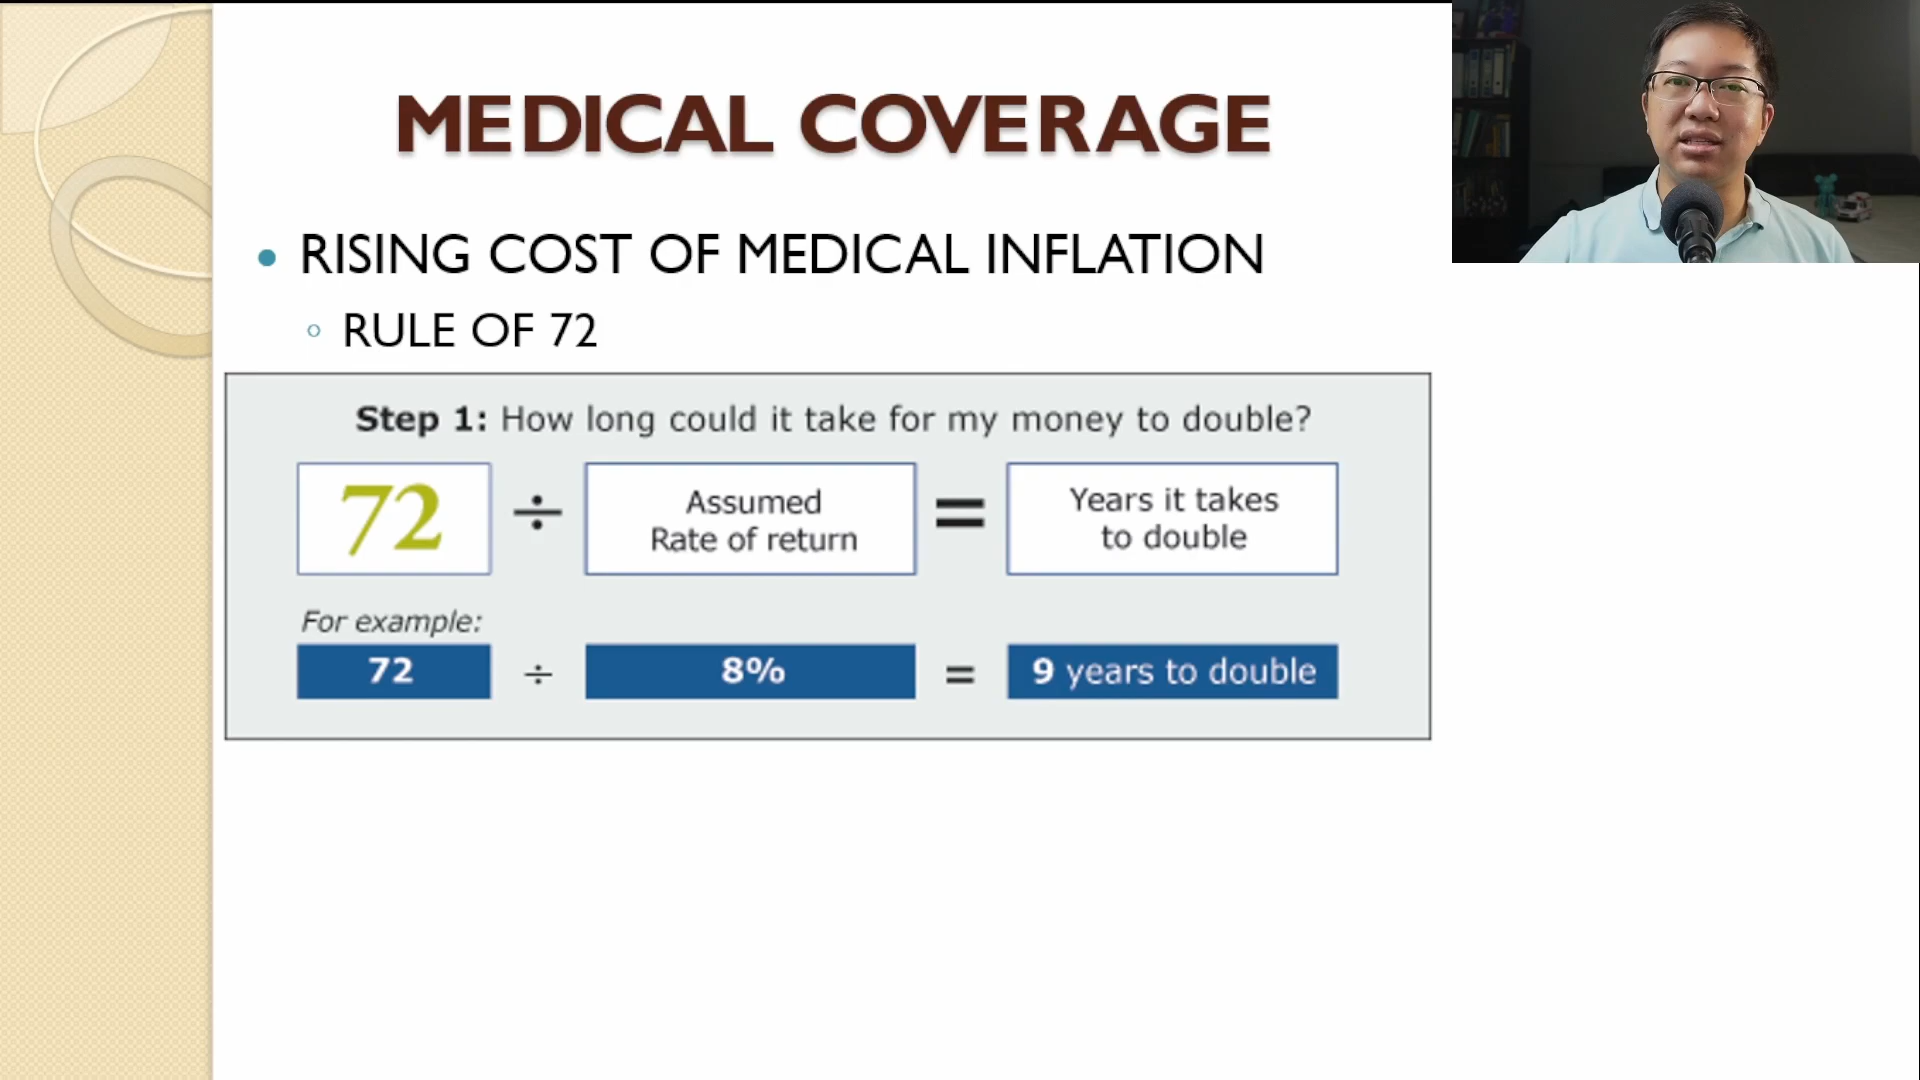 MEDICAL COVERAGE
• RISING COST OF MEDICAL INFLATION
◦ RULE OF 72
Step 1: How long could it take for my money to double?
72 ÷ Assumed Rate of return = Years it takes to double
For example:
72 ÷ 8% = 9 years to double